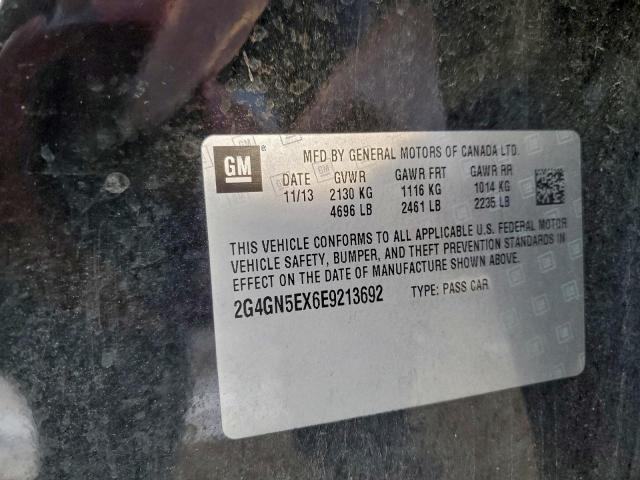 GM ® MFD BY GENERAL MOTORS OF CANADA LTD.
DATE GVWR GAWR FRT GAWR RR
11/13 2130 KG 1116 KG 1014 KG
4696 LB 2461 LB 2235 LB
THIS VEHICLE CONFORMS TO ALL APPLICABLE U.S. FEDERAL MOTOR
VEHICLE SAFETY, BUMPER, AND THEFT PREVENTION STANDARDS IN
EFFECT ON THE DATE OF MANUFACTURE SHOWN ABOVE.
2G4GN5EX6E9213692 TYPE: PASS CAR